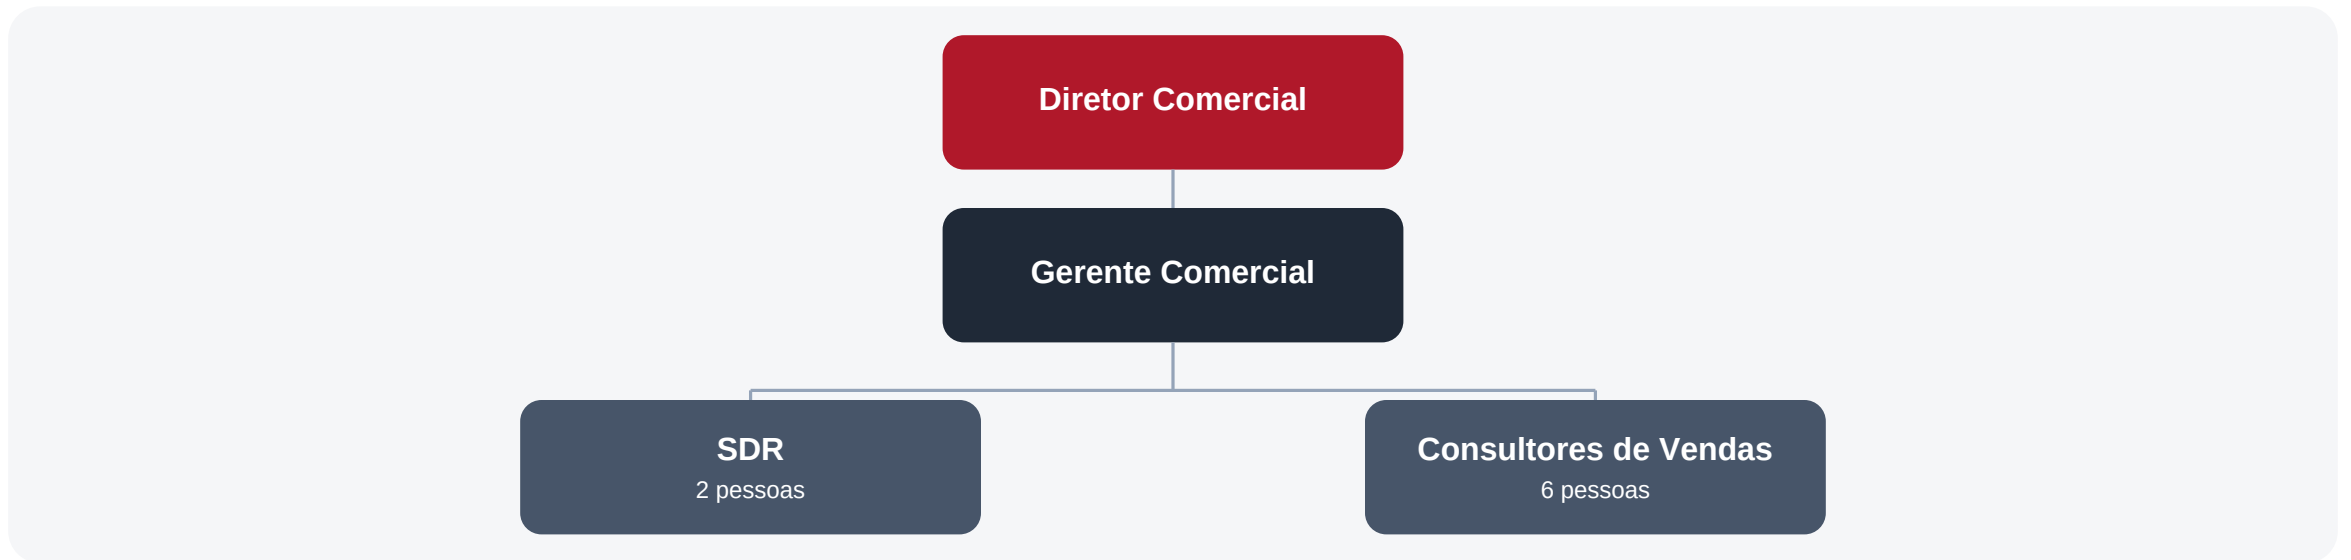 Diretor Comercial
Gerente Comercial
SDR
2 pessoas
Consultores de Vendas
6 pessoas